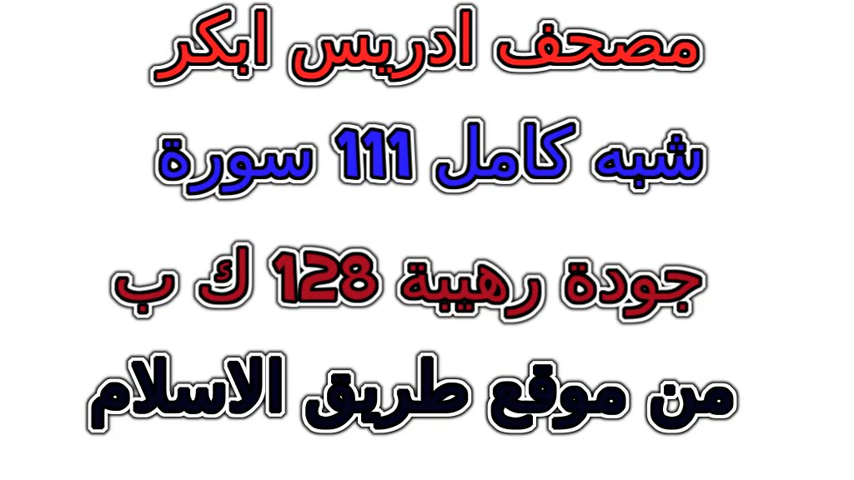 مصحف ادريس ابكر
شبه كامل 111 سورة
جودة رهيبة 128 ك ب
من موقع طريق الاسلام